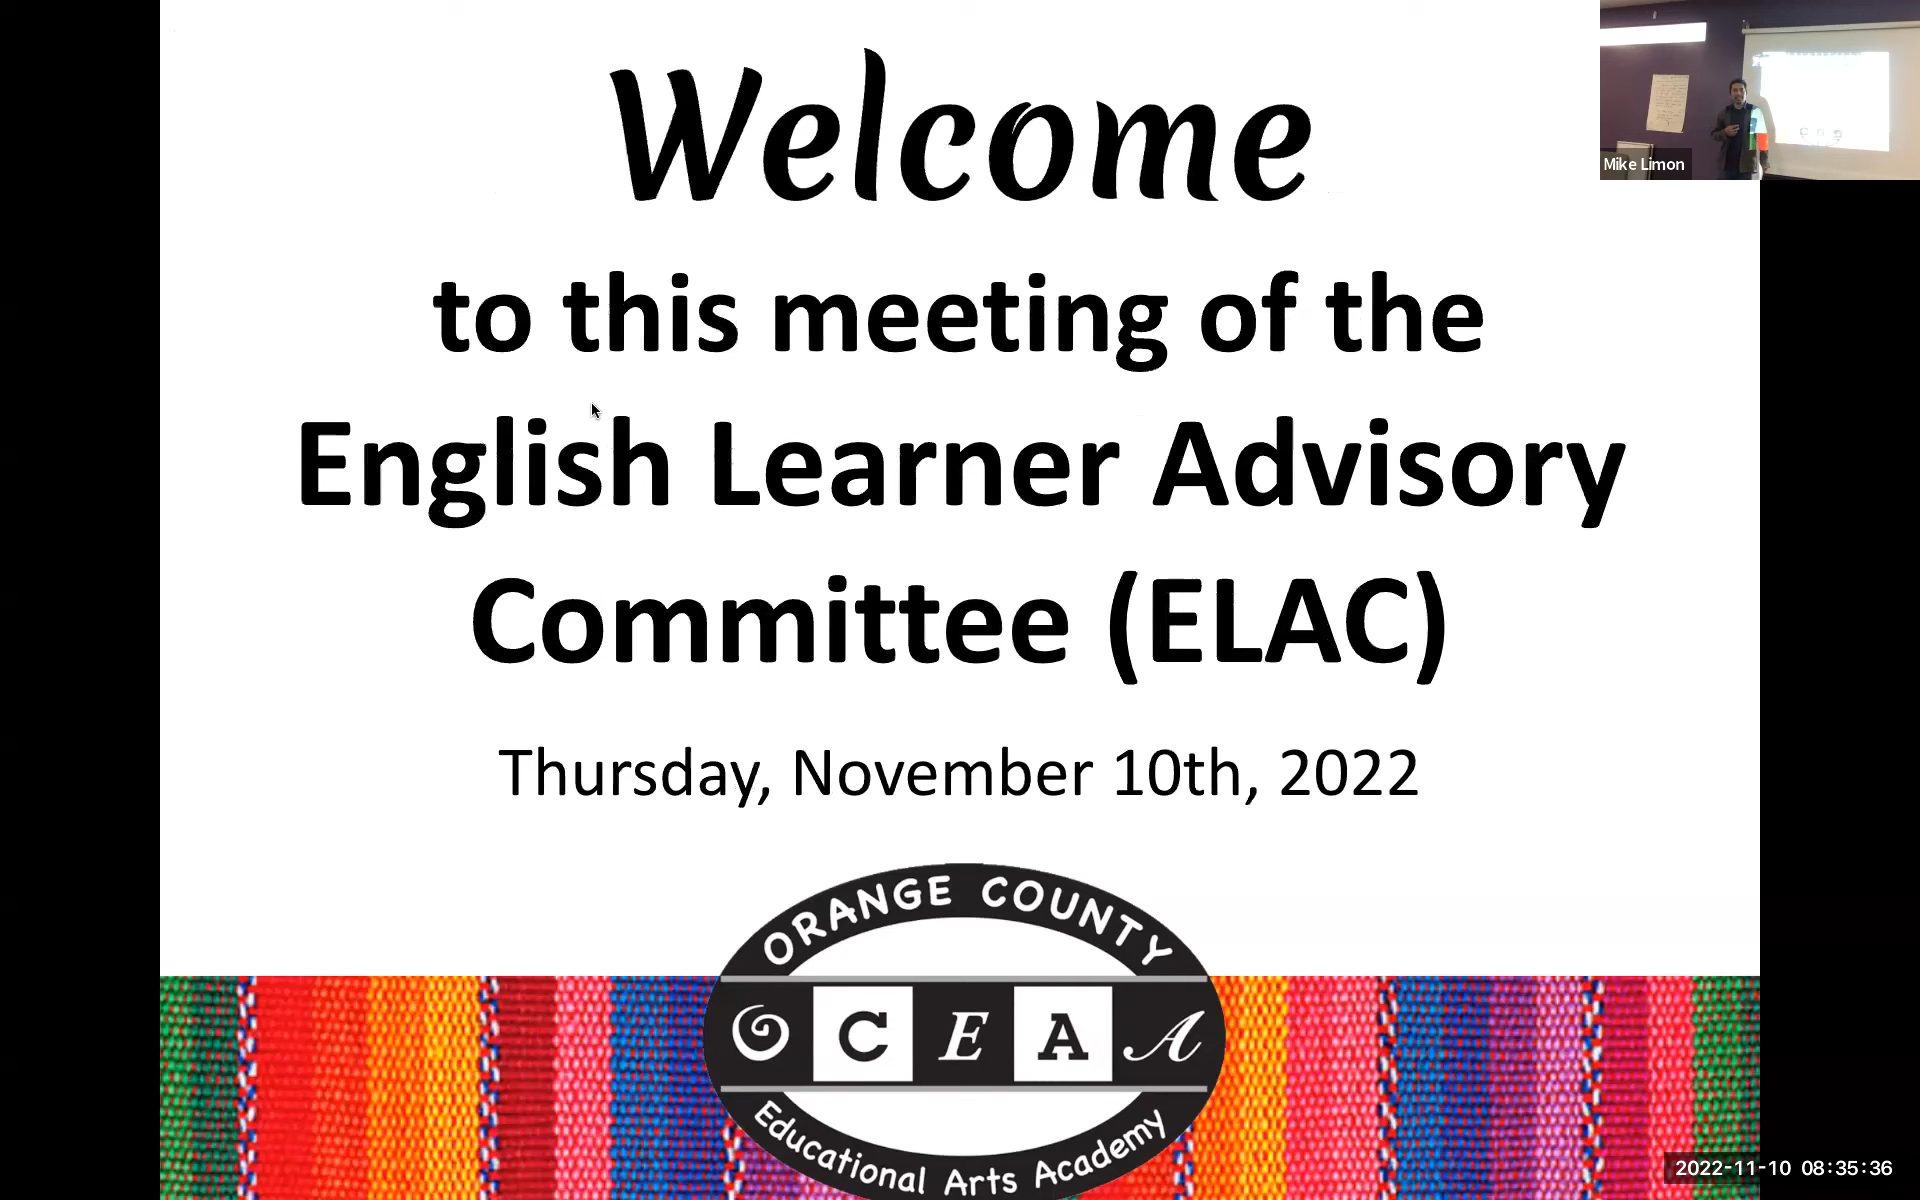 Welcome
to this meeting of the
English Learner Advisory
Committee (ELAC)
Thursday, November 10th, 2022
ORANGE COUNTY
OCEAA
Educational Arts Academy
Mike Limon
2022-11-10 08:35:36